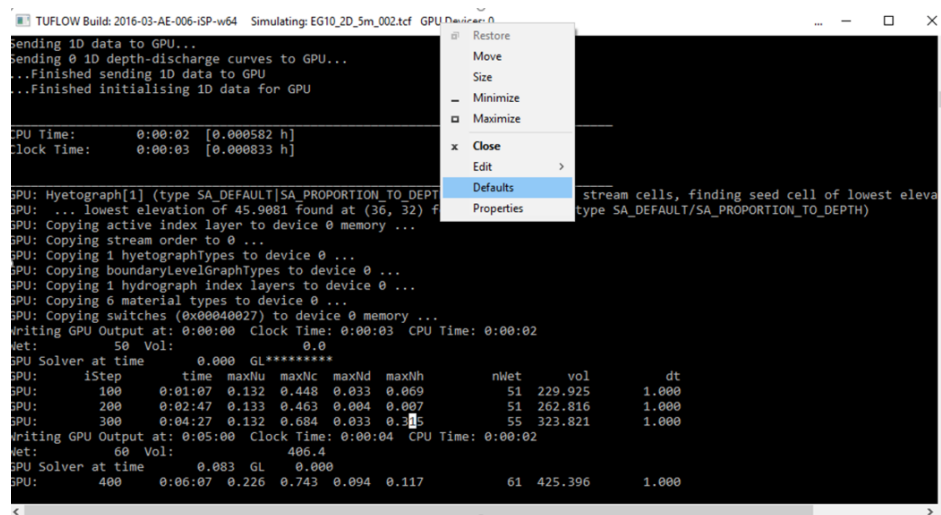 TUFLOW Build: 2016-03-AE-006-iSP-w64 Simulating: EG10_2D_5m_002.tcf GPU Devices: 0
...
Restore
Move
Size
Minimize
Maximize
Close
Edit
Defaults
Properties
Sending 1D data to GPU...
Sending 0 1D depth-discharge curves to GPU...
...Finished sending 1D data to GPU
...Finished initialising 1D data for GPU
CPU Time: 0:00:02 [0.000582 h]
Clock Time: 0:00:03 [0.000833 h]
GPU: Hyetograph[1] (type SA_DEFAULT|SA_PROPORTION_TO_DEPT stream cells, finding seed cell of lowest eleva
GPU: ... lowest elevation of 45.9081 found at (36, 32) f type SA_DEFAULT/SA_PROPORTION_TO_DEPTH)
GPU: Copying active index layer to device 0 memory ...
GPU: Copying stream order to 0 ...
GPU: Copying 1 hyetographTypes to device 0 ...
GPU: Copying boundaryLevelGraphTypes to device 0 ...
GPU: Copying 1 hydrograph index layers to device 0 ...
GPU: Copying 6 material types to device 0 ...
GPU: Copying switches (0x00040027) to device 0 memory ...
Writing GPU Output at: 0:00:00 Clock Time: 0:00:03 CPU Time: 0:00:02
Wet: 50 Vol: 0.0
GPU Solver at time 0.000 GL*********
GPU: iStep time maxNu maxNc maxNd maxNh nWet vol dt
GPU: 100 0:01:07 0.132 0.448 0.033 0.069 51 229.925 1.000
GPU: 200 0:02:47 0.133 0.463 0.004 0.007 51 262.816 1.000
GPU: 300 0:04:27 0.132 0.684 0.033 0.315 55 323.821 1.000
Writing GPU Output at: 0:05:00 Clock Time: 0:00:04 CPU Time: 0:00:02
Wet: 60 Vol: 406.4
GPU Solver at time 0.083 GL 0.000
GPU: 400 0:06:07 0.226 0.743 0.094 0.117 61 425.396 1.000